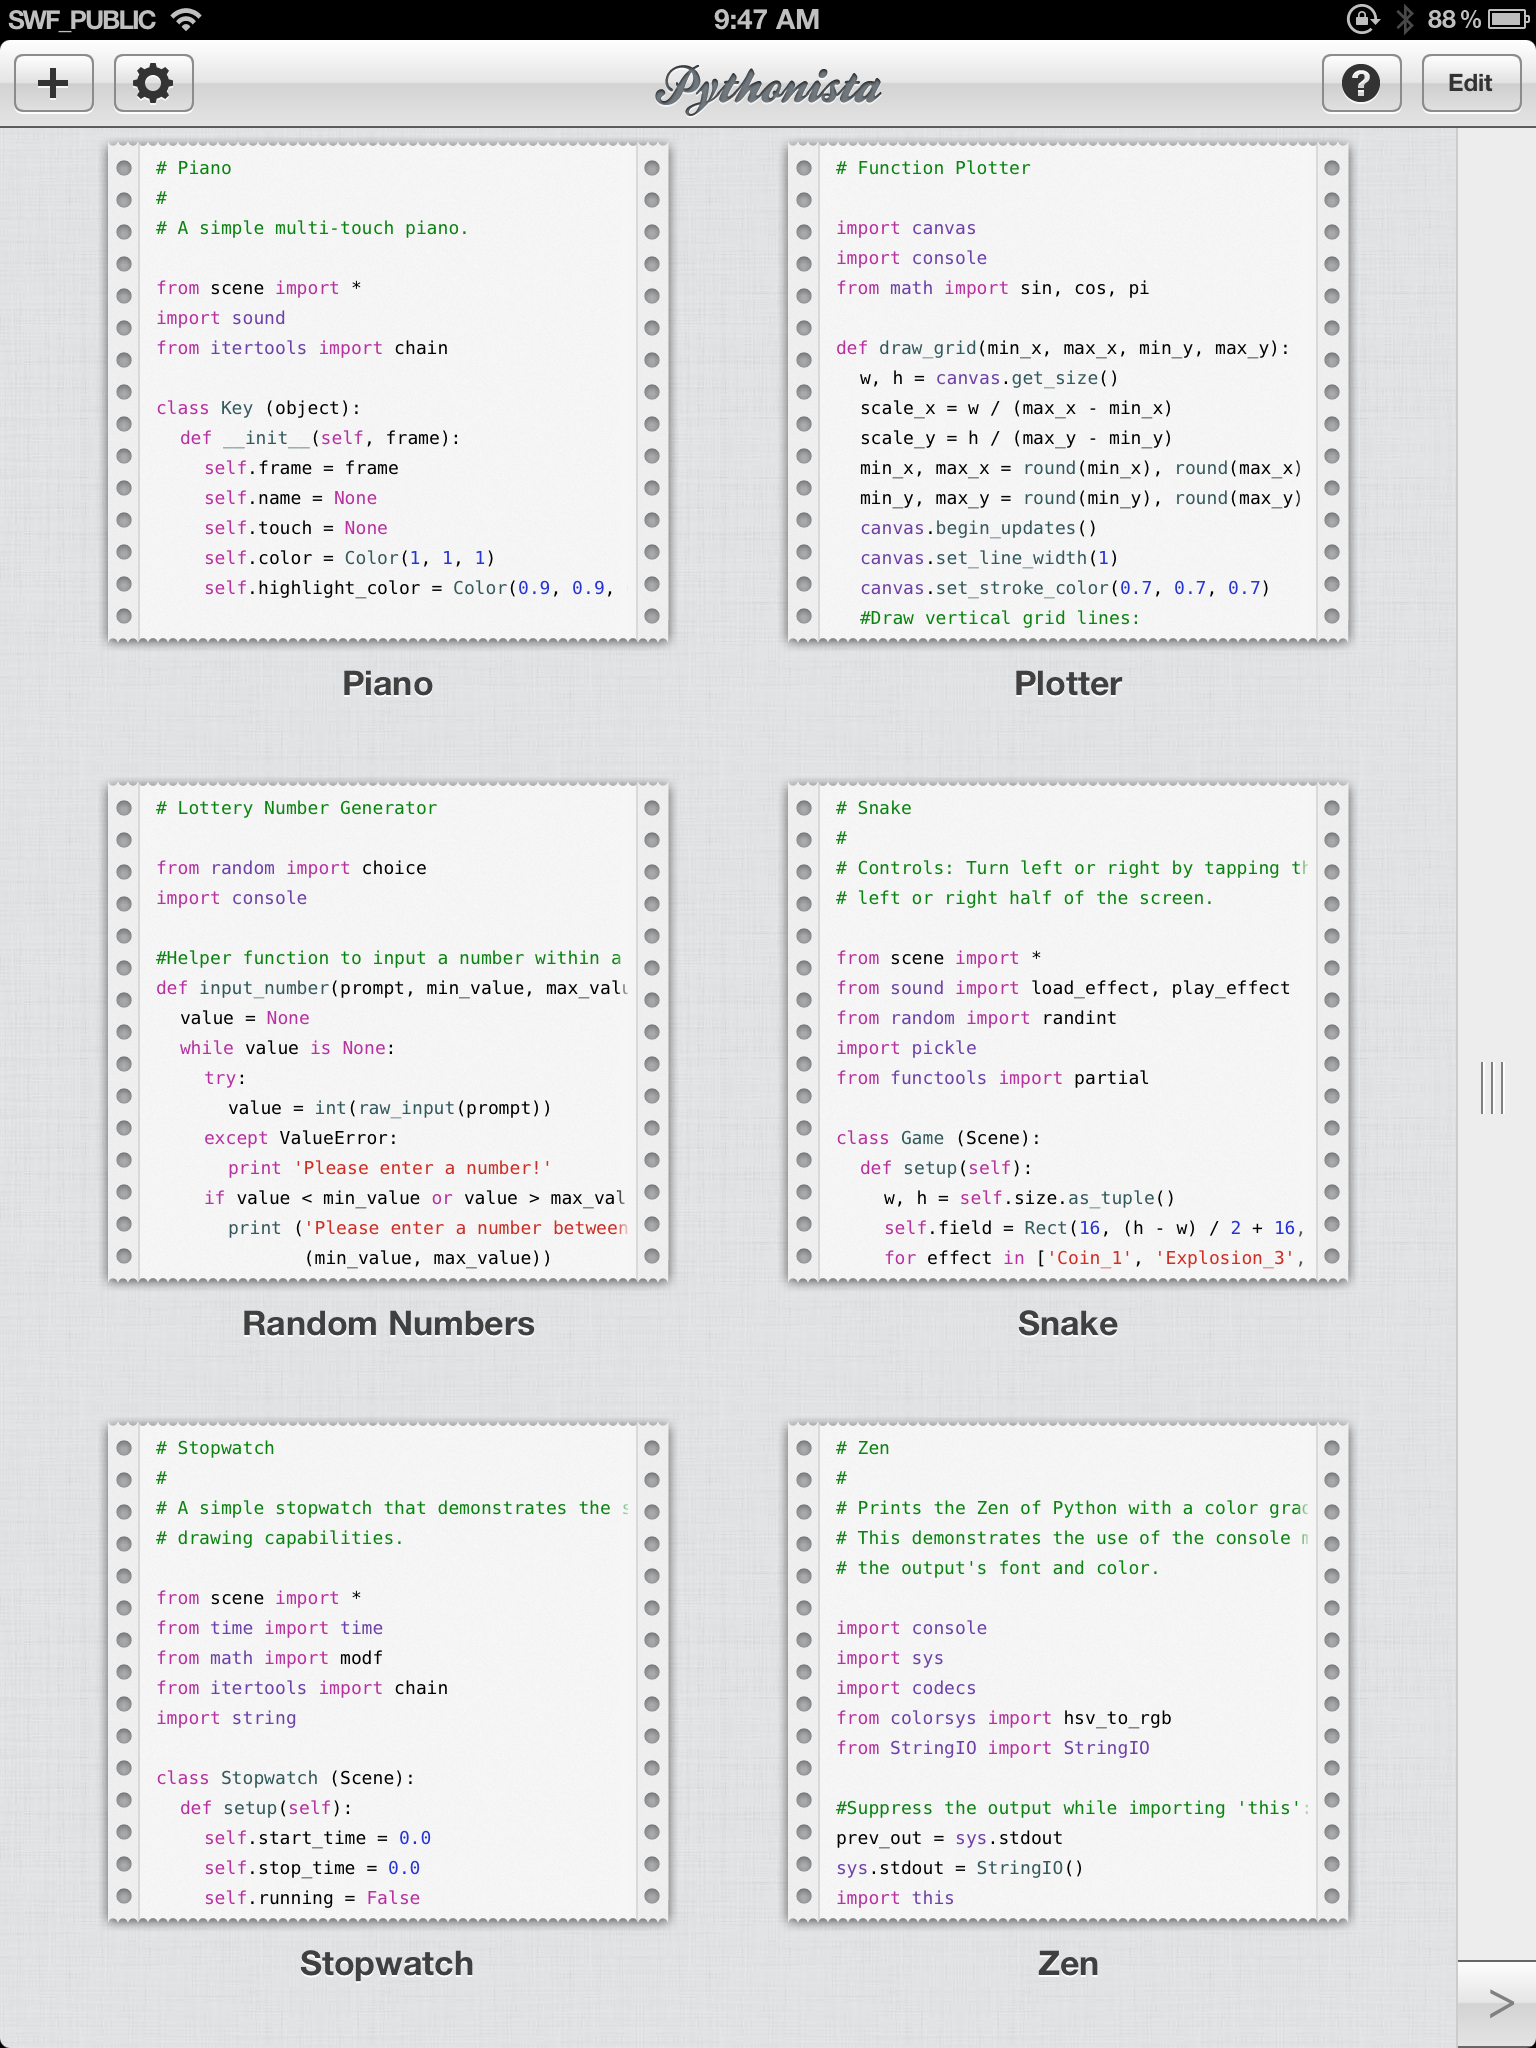 SWF_PUBLIC 9:47 AM 88 %
Pythonista ? Edit
# Piano
#
# A simple multi-touch piano.
from scene import *
import sound
from itertools import chain
class Key (object):
def __init__(self, frame):
self.frame = frame
self.name = None
self.touch = None
self.color = Color(1, 1, 1)
self.highlight_color = Color(0.9, 0.9,
Piano
# Function Plotter
import canvas
import console
from math import sin, cos, pi
def draw_grid(min_x, max_x, min_y, max_y):
w, h = canvas.get_size()
scale_x = w / (max_x - min_x)
scale_y = h / (max_y - min_y)
min_x, max_x = round(min_x), round(max_x)
min_y, max_y = round(min_y), round(max_y)
canvas.begin_updates()
canvas.set_line_width(1)
canvas.set_stroke_color(0.7, 0.7, 0.7)
#Draw vertical grid lines:
Plotter
# Lottery Number Generator
from random import choice
import console
#Helper function to input a number within a
def input_number(prompt, min_value, max_valu
value = None
while value is None:
try:
value = int(raw_input(prompt))
except ValueError:
print 'Please enter a number!'
if value < min_value or value > max_val
print ('Please enter a number between
(min_value, max_value))
Random Numbers
# Snake
#
# Controls: Turn left or right by tapping th
# left or right half of the screen.
from scene import *
from sound import load_effect, play_effect
from random import randint
import pickle
from functools import partial
class Game (Scene):
def setup(self):
w, h = self.size.as_tuple()
self.field = Rect(16, (h - w) / 2 + 16,
for effect in ['Coin_1', 'Explosion_3',
Snake
# Stopwatch
#
# A simple stopwatch that demonstrates the s
# drawing capabilities.
from scene import *
from time import time
from math import modf
from itertools import chain
import string
class Stopwatch (Scene):
def setup(self):
self.start_time = 0.0
self.stop_time = 0.0
self.running = False
Stopwatch
# Zen
#
# Prints the Zen of Python with a color grad
# This demonstrates the use of the console m
# the output's font and color.
import console
import sys
import codecs
from colorsys import hsv_to_rgb
from StringIO import StringIO
#Suppress the output while importing 'this':
prev_out = sys.stdout
sys.stdout = StringIO()
import this
Zen
>